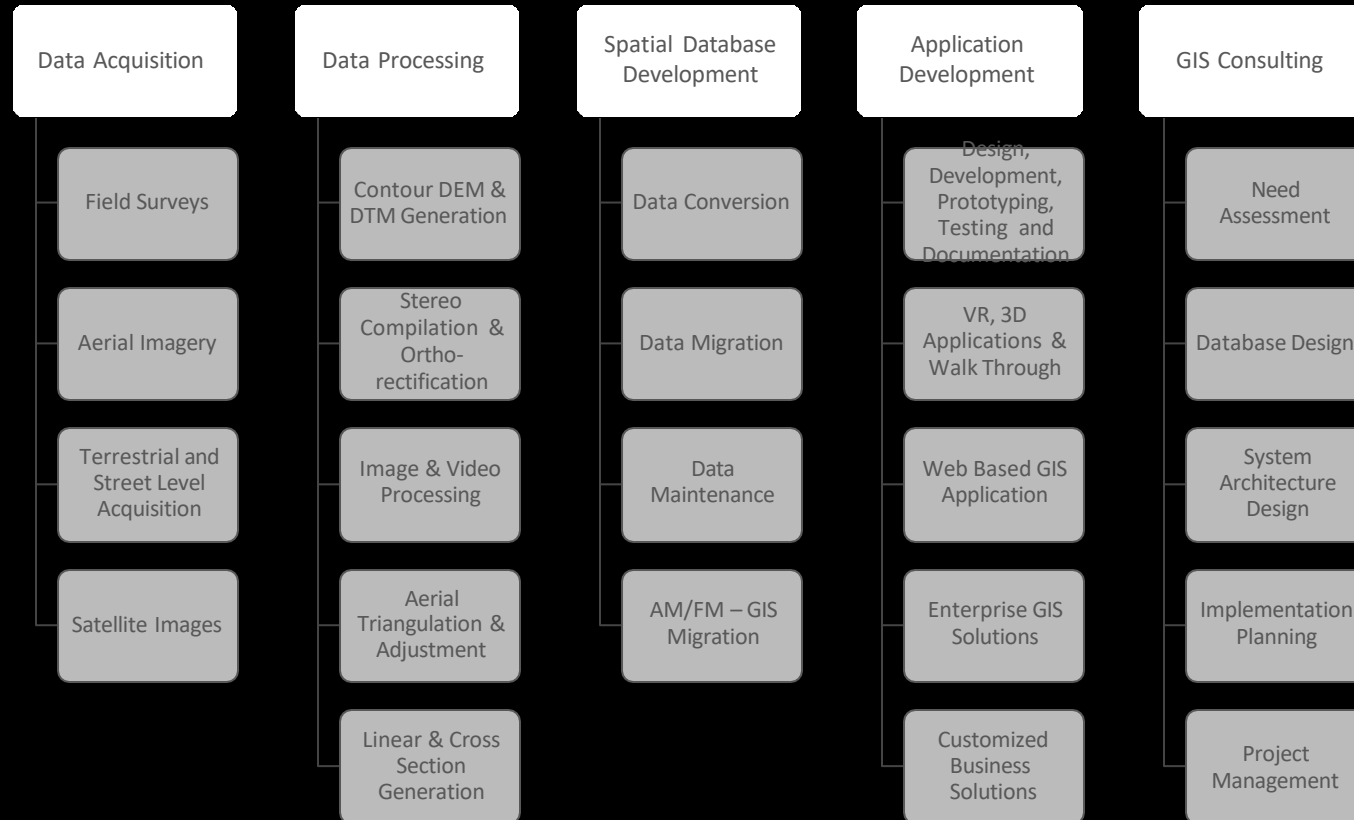 Data Acquisition
Field Surveys
Aerial Imagery
Terrestrial and
Street Level
Acquisition
Satellite Images
Data Processing
Contour DEM &
DTM Generation
Stereo
Compilation &
Ortho-
rectification
Image & Video
Processing
Aerial
Triangulation &
Adjustment
Linear & Cross
Section
Generation
Spatial Database
Development
Data Conversion
Data Migration
Data
Maintenance
AM/FM – GIS
Migration
Application
Development
Design,
Development,
Prototyping,
Testing and
Documentation
VR, 3D
Applications &
Walk Through
Web Based GIS
Application
Enterprise GIS
Solutions
Customized
Business
Solutions
GIS Consulting
Need
Assessment
Database Design
System
Architecture
Design
Implementation
Planning
Project
Management